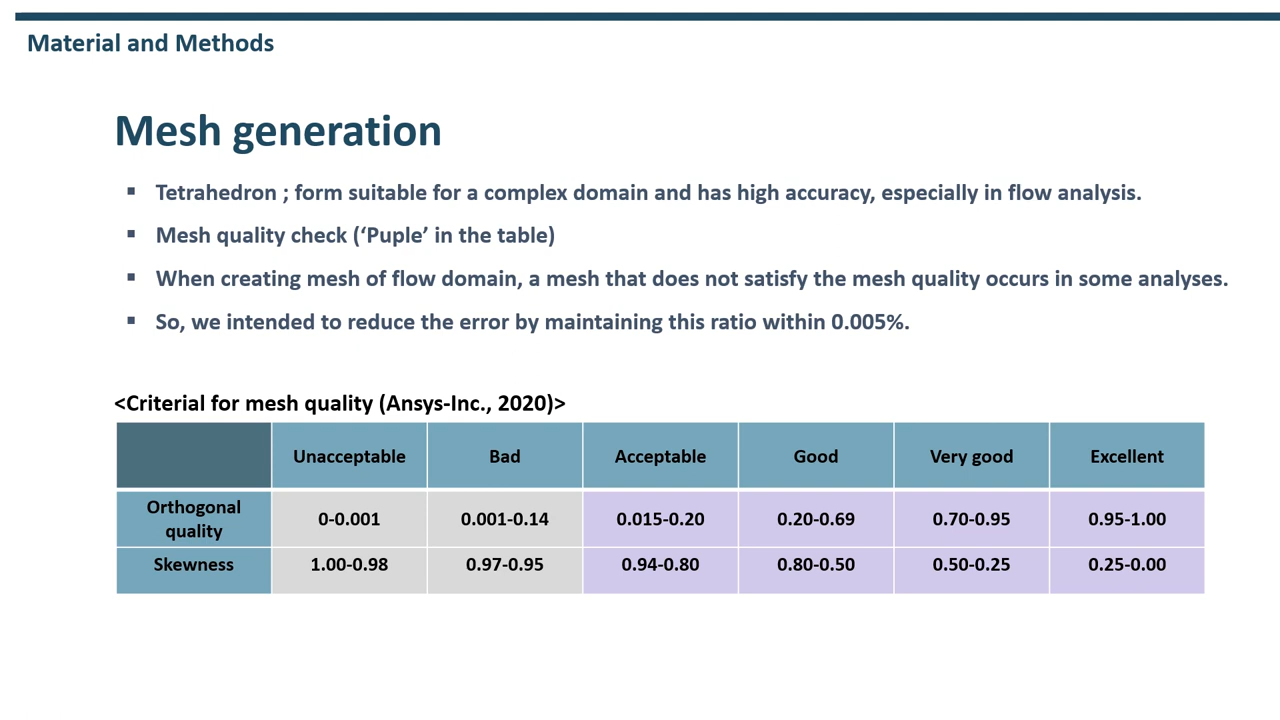 Material and Methods
Mesh generation
▪ Tetrahedron ; form suitable for a complex domain and has high accuracy, especially in flow analysis.
▪ Mesh quality check (‘Puple’ in the table)
▪ When creating mesh of flow domain, a mesh that does not satisfy the mesh quality occurs in some analyses.
▪ So, we intended to reduce the error by maintaining this ratio within 0.005%.
<Criterial for mesh quality (Ansys-Inc., 2020)>
Unacceptable Bad Acceptable Good Very good Excellent
Orthogonal
quality 0-0.001 0.001-0.14 0.015-0.20 0.20-0.69 0.70-0.95 0.95-1.00
Skewness 1.00-0.98 0.97-0.95 0.94-0.80 0.80-0.50 0.50-0.25 0.25-0.00